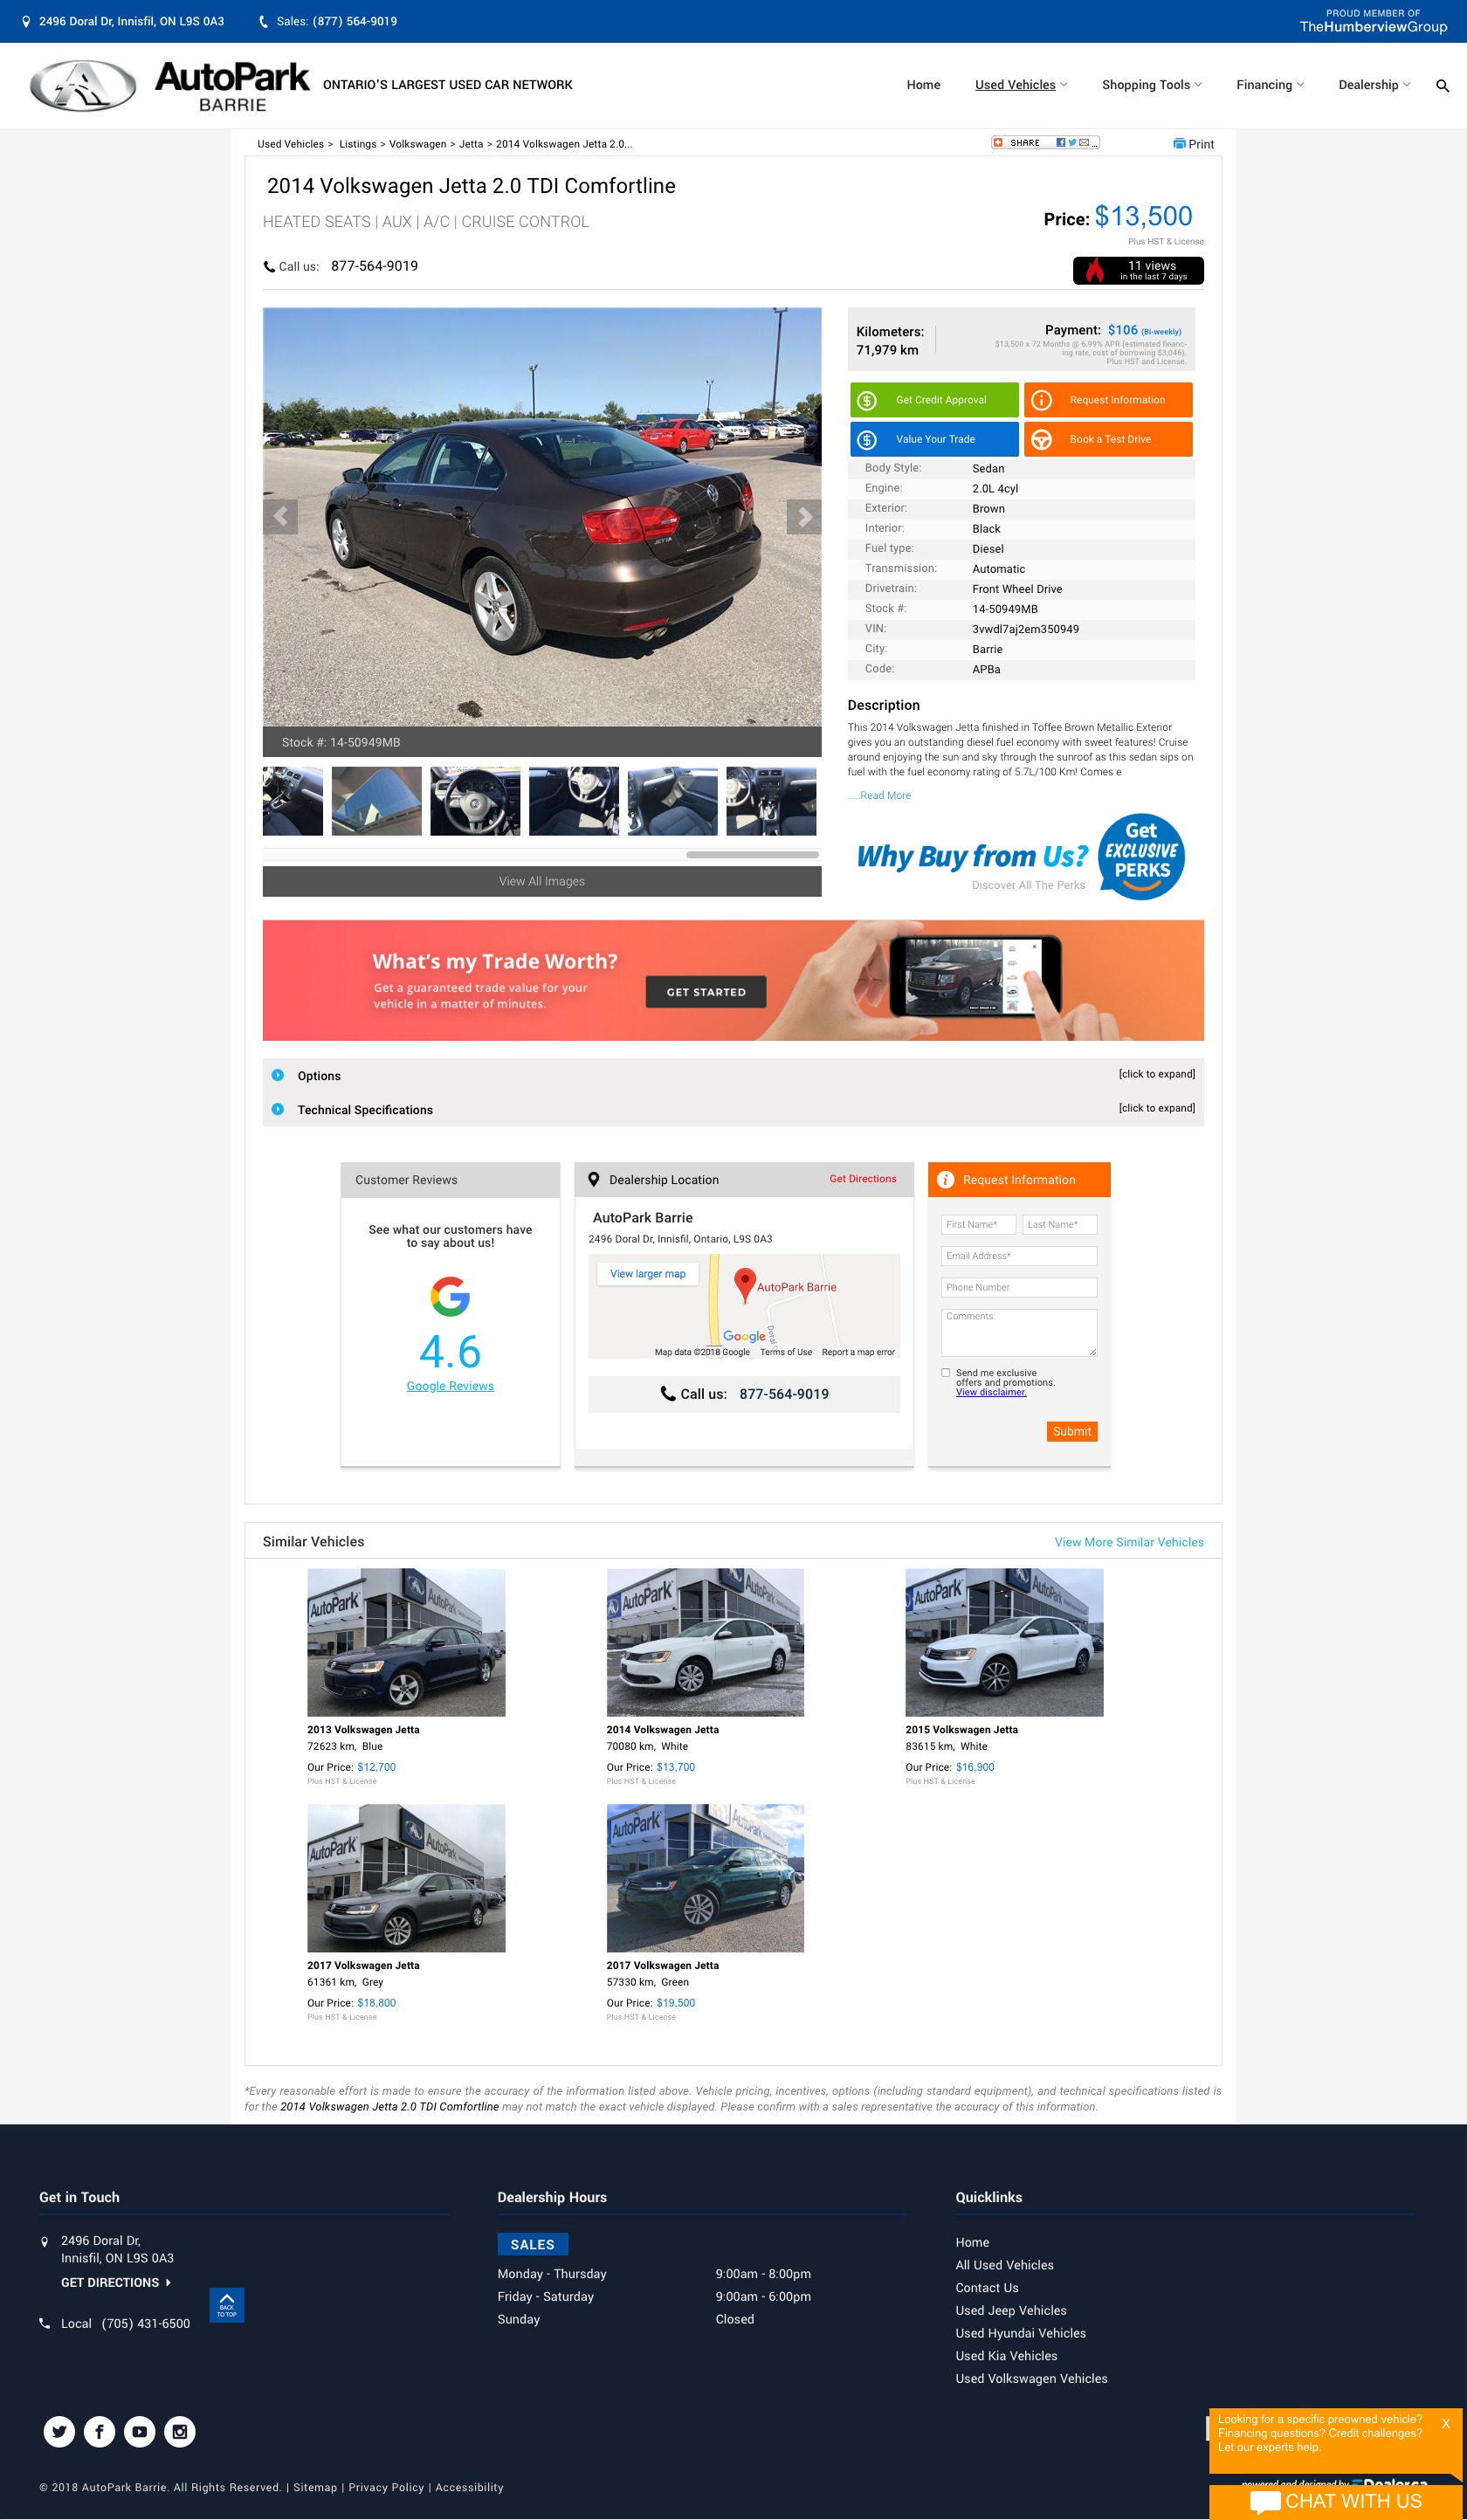 2496 Doral Dr, Innisfil, ON L9S 0A3
Sales: (877) 564-9019
PROUD MEMBER OF
TheHumberviewGroup
AutoPark
BARRIE
ONTARIO'S LARGEST USED CAR NETWORK
Home
Used Vehicles
Shopping Tools
Financing
Dealership
Used Vehicles > Listings > Volkswagen > Jetta > 2014 Volkswagen Jetta 2.0...
SHARE
Print
2014 Volkswagen Jetta 2.0 TDI Comfortline
HEATED SEATS | AUX | A/C | CRUISE CONTROL
Price: $13,500
Plus HST & License
Call us: 877-564-9019
11 views
in the last 7 days
JETTA
Stock #: 14-50949MB
View All Images
Kilometers:
71,979 km
Payment: $106 (Bi-weekly)
$13,500 x 72 Months @ 6.99% APR (estimated financ-
ing rate, cost of borrowing $3,046).
Plus HST and License.
Get Credit Approval
Request Information
Value Your Trade
Book a Test Drive
Body Style: Sedan
Engine: 2.0L 4cyl
Exterior: Brown
Interior: Black
Fuel type: Diesel
Transmission: Automatic
Drivetrain: Front Wheel Drive
Stock #: 14-50949MB
VIN: 3vwdl7aj2em350949
City: Barrie
Code: APBa
Description
This 2014 Volkswagen Jetta finished in Toffee Brown Metallic Exterior
gives you an outstanding diesel fuel economy with sweet features! Cruise
around enjoying the sun and sky through the sunroof as this sedan sips on
fuel with the fuel economy rating of 5.7L/100 Km! Comes e
.....Read More
Why Buy from Us?
Discover All The Perks
Get
EXCLUSIVE
PERKS
What's my Trade Worth?
Get a guaranteed trade value for your
vehicle in a matter of minutes.
GET STARTED
Options
[click to expand]
Technical Specifications
[click to expand]
Customer Reviews
See what our customers have
to say about us!
4.6
Google Reviews
Dealership Location
Get Directions
AutoPark Barrie
2496 Doral Dr, Innisfil, Ontario, L9S 0A3
View larger map
AutoPark Barrie
Doral
Google
Map data ©2018 Google Terms of Use Report a map error
Call us: 877-564-9019
Request Information
First Name*
Last Name*
Email Address*
Phone Number
Comments
Send me exclusive
offers and promotions.
View disclaimer.
Submit
Similar Vehicles
View More Similar Vehicles
AutoPark
AutoPark
AutoPark
2013 Volkswagen Jetta
72623 km, Blue
Our Price: $12,700
Plus HST & License
2014 Volkswagen Jetta
70080 km, White
Our Price: $13,700
Plus HST & License
2015 Volkswagen Jetta
83615 km, White
Our Price: $16,900
Plus HST & License
AutoPark
AutoPark
2017 Volkswagen Jetta
61361 km, Grey
Our Price: $18,800
Plus HST & License
2017 Volkswagen Jetta
57330 km, Green
Our Price: $19,500
Plus HST & License
*Every reasonable effort is made to ensure the accuracy of the information listed above. Vehicle pricing, incentives, options (including standard equipment), and technical specifications listed is
for the 2014 Volkswagen Jetta 2.0 TDI Comfortline may not match the exact vehicle displayed. Please confirm with a sales representative the accuracy of this information.
Get in Touch
2496 Doral Dr,
Innisfil, ON L9S 0A3
GET DIRECTIONS
Local (705) 431-6500
BACK
TO TOP
Dealership Hours
SALES
Monday - Thursday 9:00am - 8:00pm
Friday - Saturday 9:00am - 6:00pm
Sunday Closed
Quicklinks
Home
All Used Vehicles
Contact Us
Used Jeep Vehicles
Used Hyundai Vehicles
Used Kia Vehicles
Used Volkswagen Vehicles
Looking for a specific preowned vehicle?
Financing questions? Credit challenges?
Let our experts help.
X
powered and designed by
CHAT WITH US
© 2018 AutoPark Barrie. All Rights Reserved. | Sitemap | Privacy Policy | Accessibility